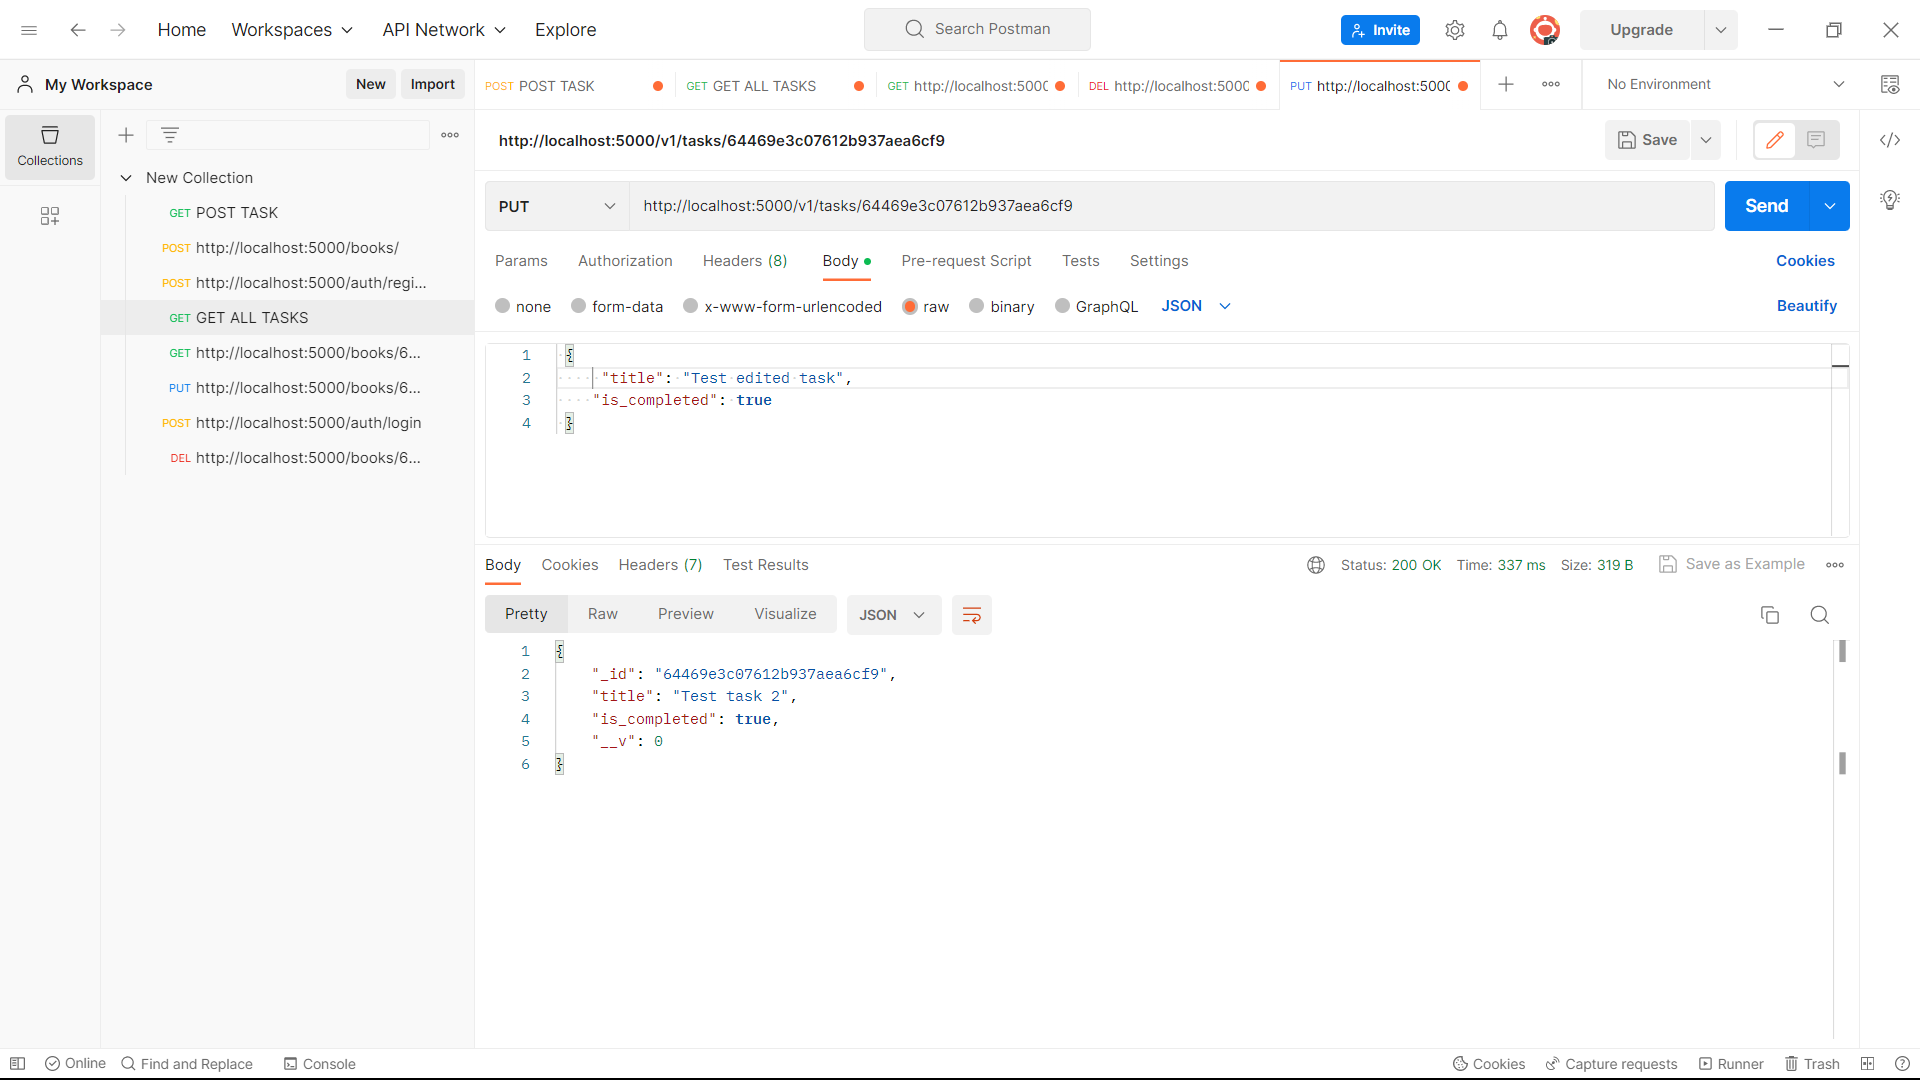 Home Workspaces API Network Explore Search Postman Invite Upgrade
My Workspace New Import POST POST TASK GET GET ALL TASKS GET http://localhost:5000 DEL http://localhost:5000 PUT http://localhost:5000 No Environment
Collections
New Collection
GET POST TASK
POST http://localhost:5000/books/
POST http://localhost:5000/auth/regi...
GET GET ALL TASKS
GET http://localhost:5000/books/6...
PUT http://localhost:5000/books/6...
POST http://localhost:5000/auth/login
DEL http://localhost:5000/books/6...
http://localhost:5000/v1/tasks/64469e3c07612b937aea6cf9 Save
PUT http://localhost:5000/v1/tasks/64469e3c07612b937aea6cf9 Send
Params Authorization Headers (8) Body Pre-request Script Tests Settings Cookies
none form-data x-www-form-urlencoded raw binary GraphQL JSON Beautify
1 {
2 "title": "Test edited task",
3 "is_completed": true
4 }
Body Cookies Headers (7) Test Results Status: 200 OK Time: 337 ms Size: 319 B Save as Example
Pretty Raw Preview Visualize JSON
1 {
2 "_id": "64469e3c07612b937aea6cf9",
3 "title": "Test task 2",
4 "is_completed": true,
5 "__v": 0
6 }
Online Find and Replace Console Cookies Capture requests Runner Trash